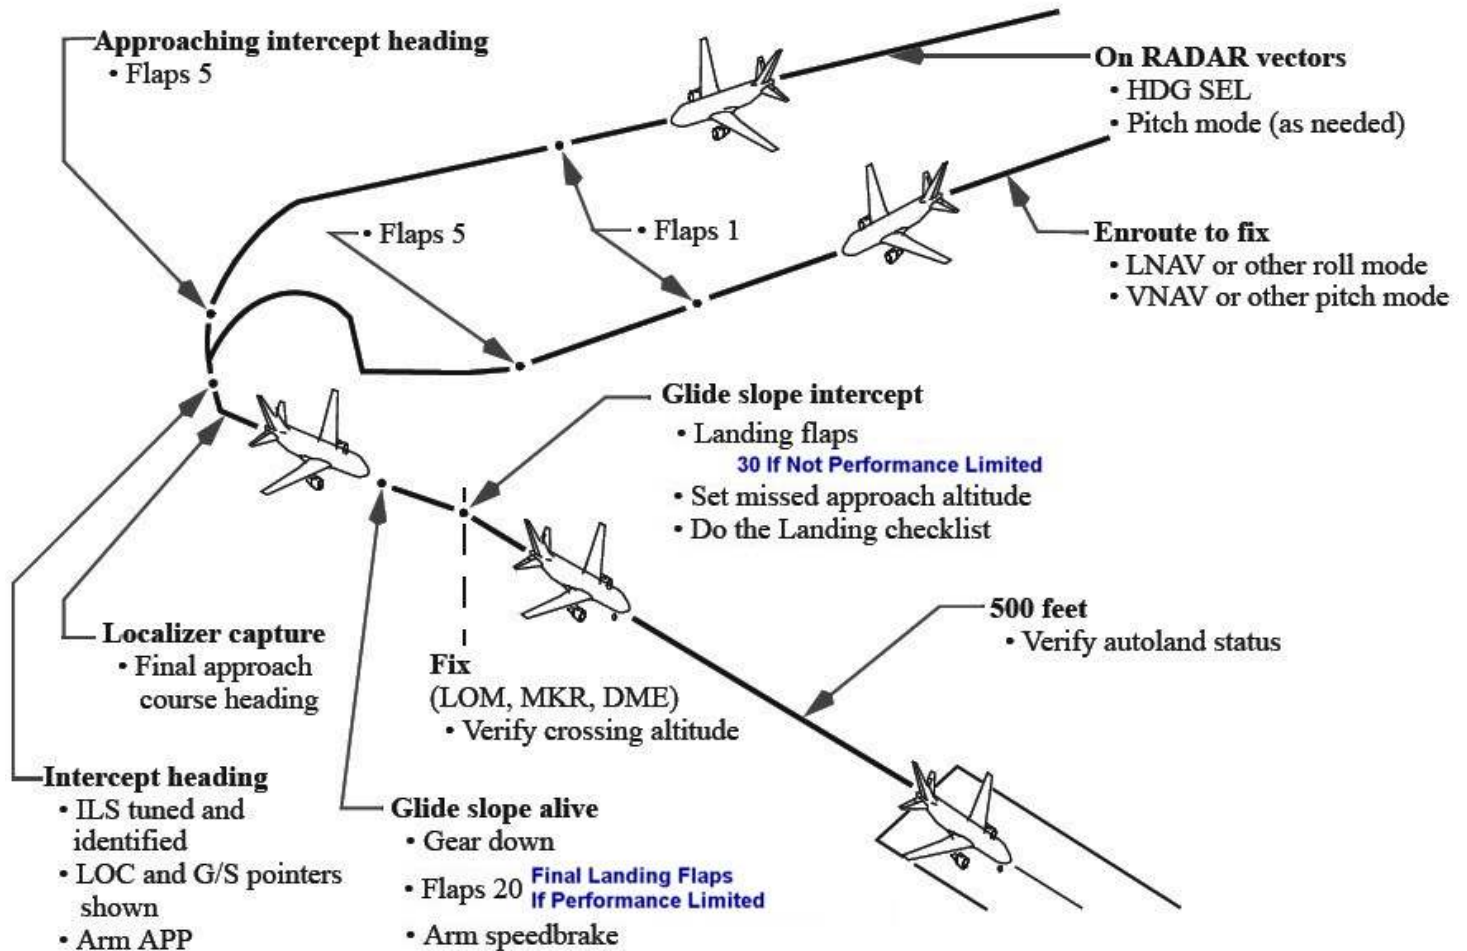 Approaching intercept heading
• Flaps 5
On RADAR vectors
• HDG SEL
• Pitch mode (as needed)
• Flaps 5
• Flaps 1
Enroute to fix
• LNAV or other roll mode
• VNAV or other pitch mode
Glide slope intercept
• Landing flaps
30 If Not Performance Limited
• Set missed approach altitude
• Do the Landing checklist
500 feet
• Verify autoland status
Localizer capture
• Final approach
course heading
Fix
(LOM, MKR, DME)
• Verify crossing altitude
Intercept heading
• ILS tuned and
identified
• LOC and G/S pointers
shown
• Arm APP
Glide slope alive
• Gear down
• Flaps 20
Final Landing Flaps
If Performance Limited
• Arm speedbrake